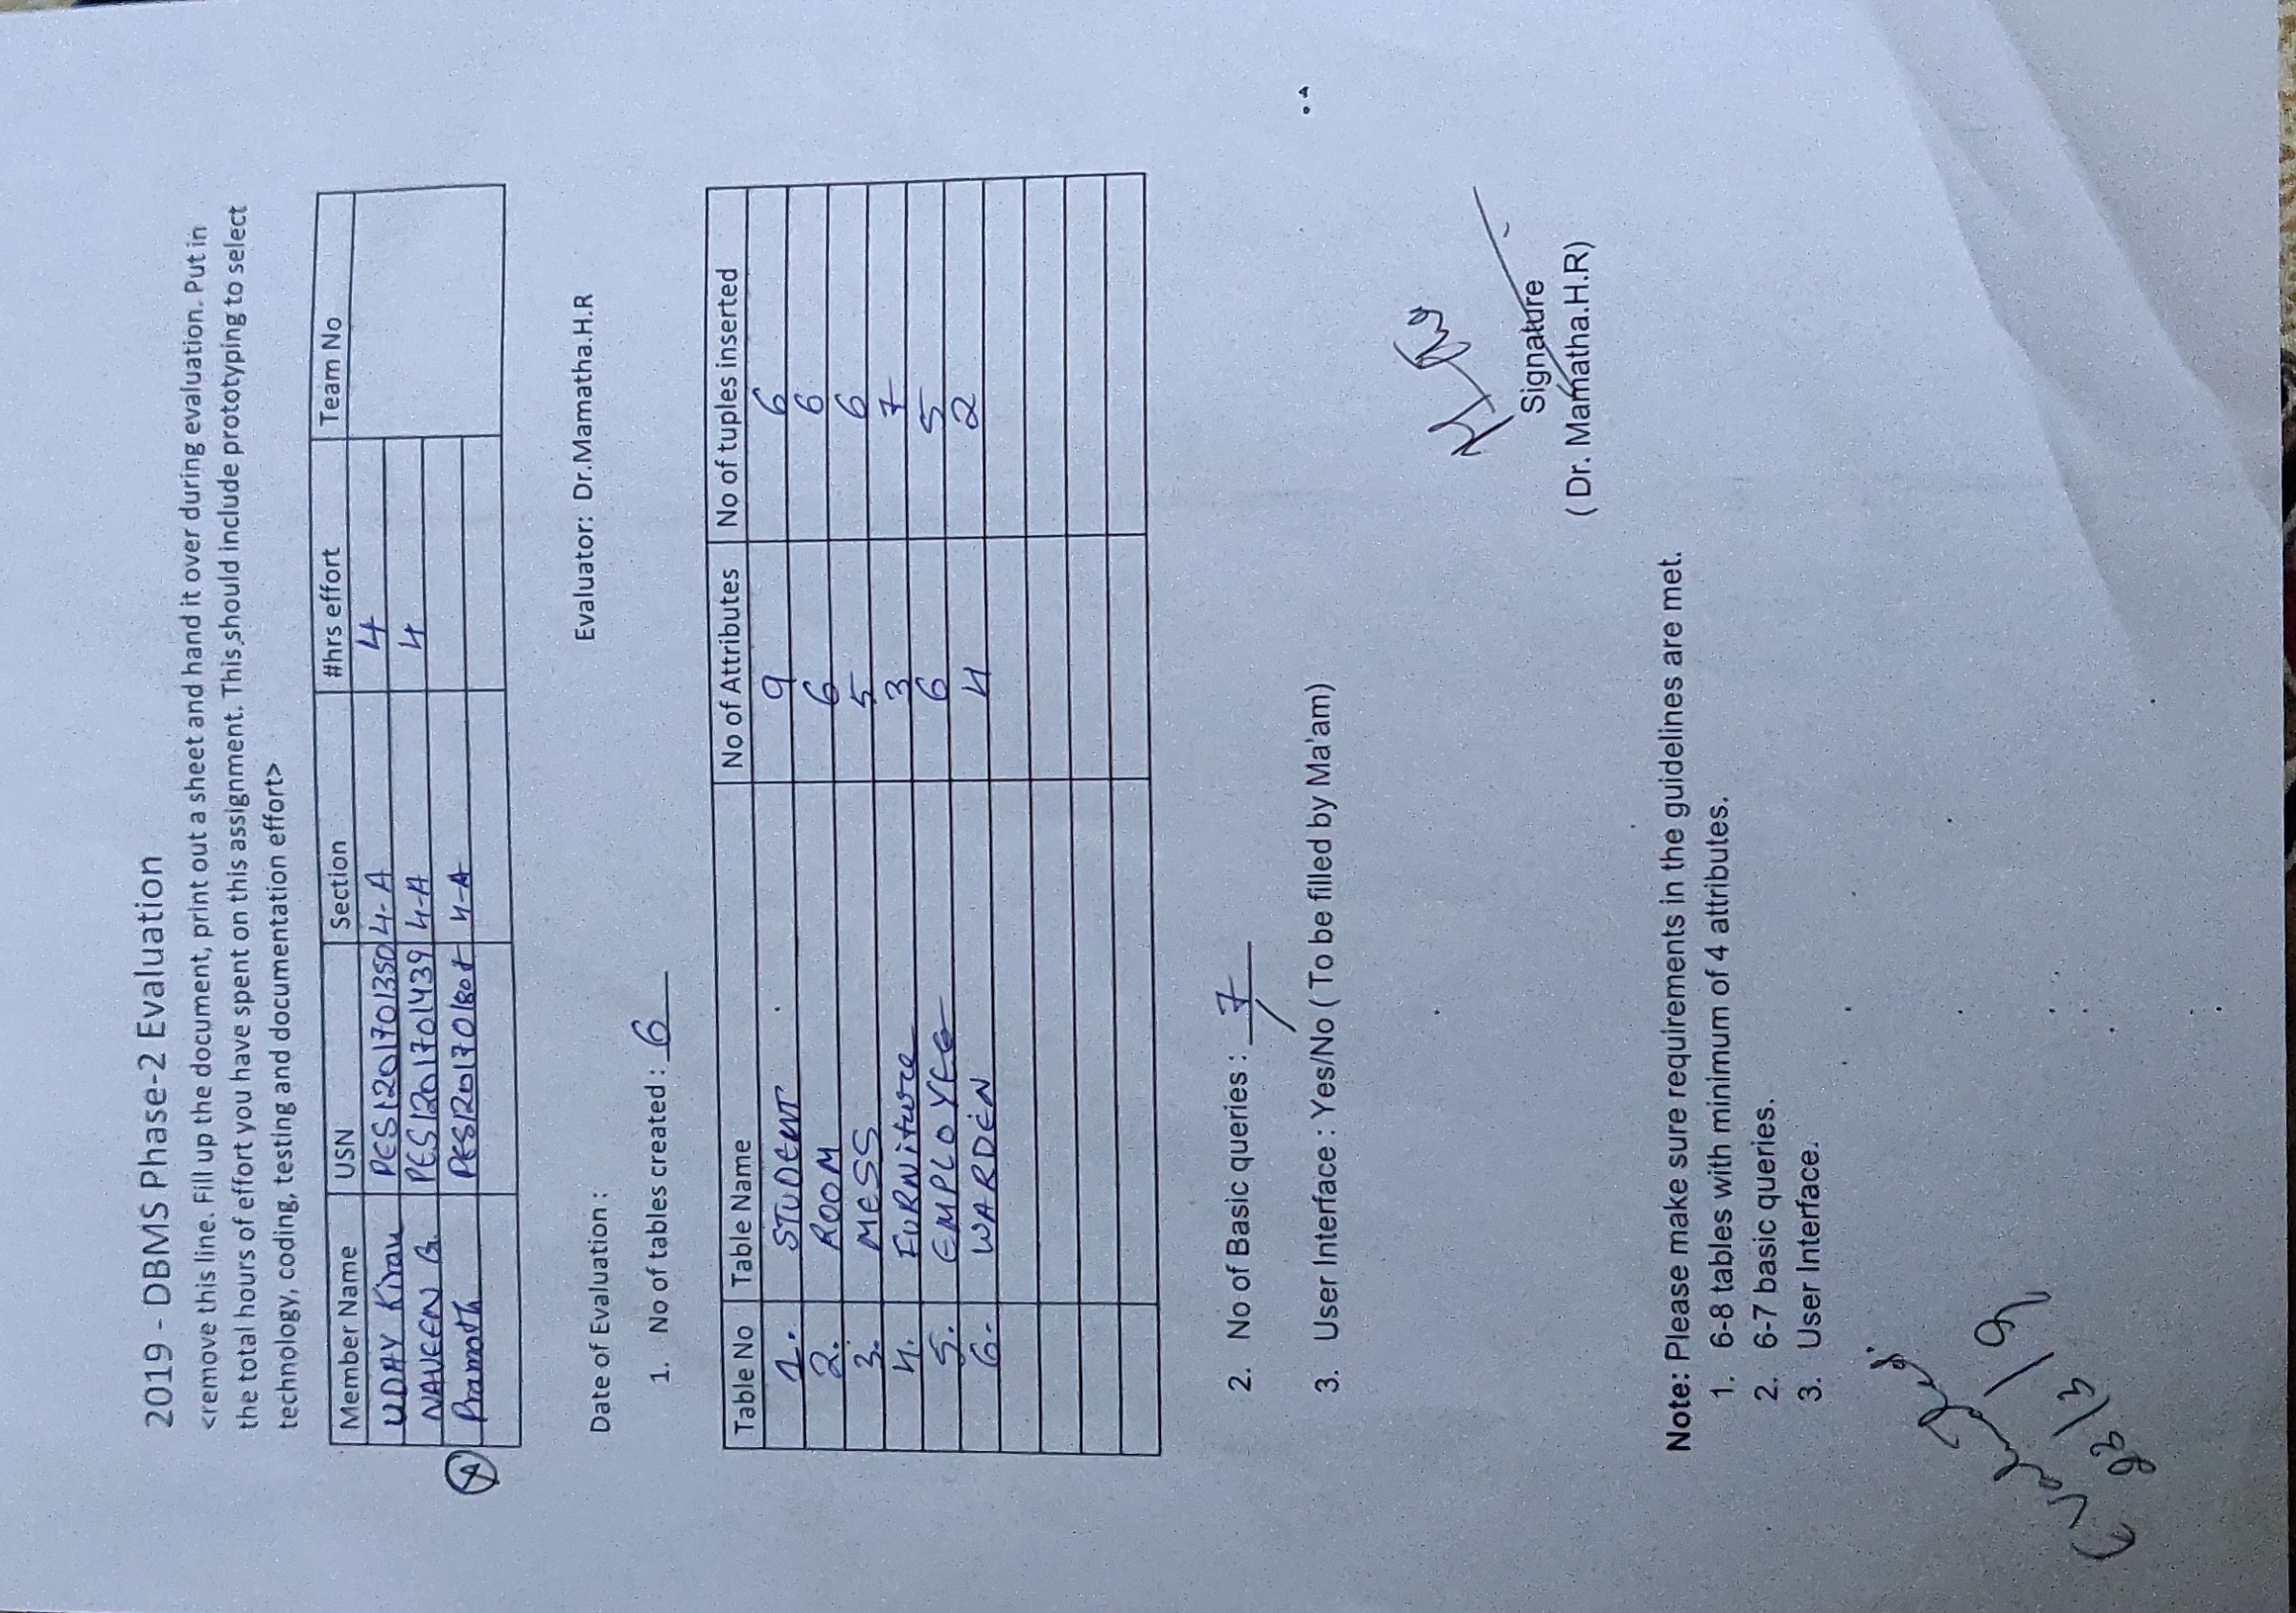 2019 - DBMS Phase-2 Evaluation
<remove this line. Fill up the document, print out a sheet and hand it over during evaluation. Put in
the total hours of effort you have spent on this assignment. This should include prototyping to select
technology, coding, testing and documentation effort>
Member Name USN Section #hrs effort Team No
UDAY Kiran PES1201701350 4-A 4
NAVEEN B. PES1201701439 4-A 4
Pramoth 4-A
Date of Evaluation : Evaluator: Dr.Mamatha.H.R
1. No of tables created : 6
Table No Table Name No of Attributes No of tuples inserted
1. STUDENT 9 6
2. ROOM 6 6
3. MESS 5 6
4. FURNiture 3 7
5. EMPLOYEE 6 5
6. WARDEN 4 2
2. No of Basic queries : 7
3. User Interface : Yes/No ( To be filled by Ma'am)
Signature
( Dr. Mamatha.H.R)
Note: Please make sure requirements in the guidelines are met.
1. 6-8 tables with minimum of 4 attributes.
2. 6-7 basic queries.
3. User Interface.